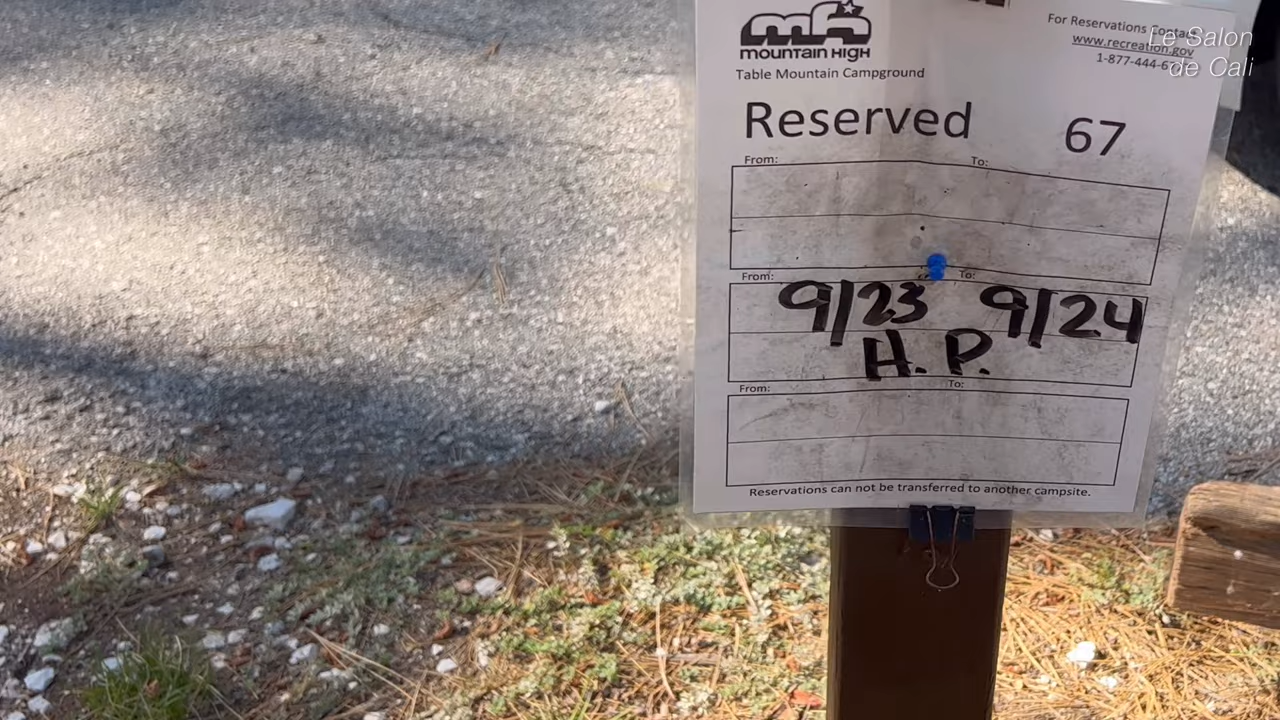 MOUNTAIN HIGH
Table Mountain Campground
For Reservations Contact
www.recreation.gov
Le Salon
de Cali
Reserved 67
From: To:
From: To:
9/23 9/24
H. P.
From: To:
Reservations can not be transferred to another campsite.